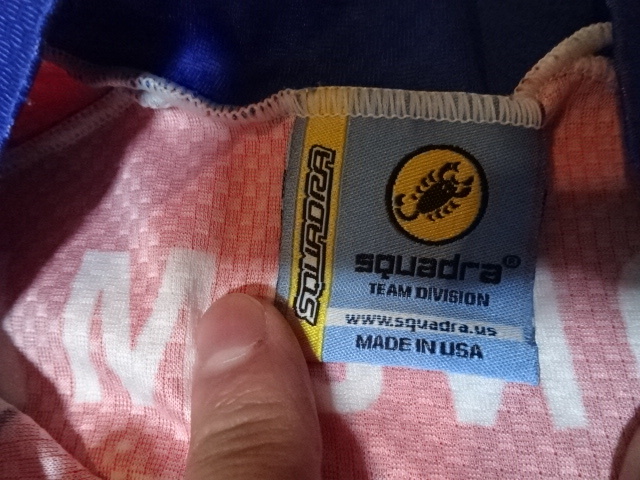 SQUADRA
squadra®
TEAM DIVISION
www.squadra.us
MADE IN USA